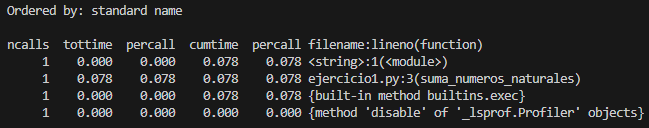 Ordered by: standard name
ncalls  tottime  percall  cumtime  percall filename:lineno(function)
1    0.000    0.000    0.078    0.078 <string>:1(<module>)
1    0.078    0.078    0.078    0.078 ejercicio1.py:3(suma_numeros_naturales)
1    0.000    0.000    0.078    0.078 {built-in method builtins.exec}
1    0.000    0.000    0.000    0.000 {method 'disable' of '_lsprof.Profiler' objects}